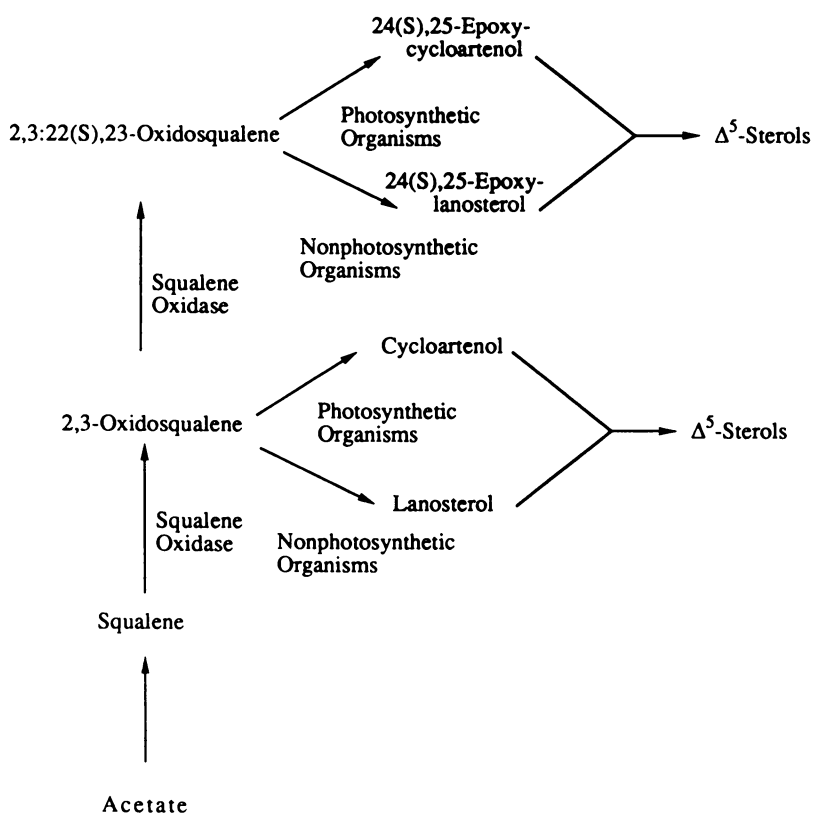 24(S),25-Epoxy-
cycloartenol
Photosynthetic
Organisms
2,3:22(S),23-Oxidosqualene
Δ5-Sterols
24(S),25-Epoxy-
lanosterol
Nonphotosynthetic
Organisms
Squalene
Oxidase
Cycloartenol
Photosynthetic
Organisms
2,3-Oxidosqualene
Δ5-Sterols
Lanosterol
Squalene
Oxidase
Nonphotosynthetic
Organisms
Squalene
Acetate